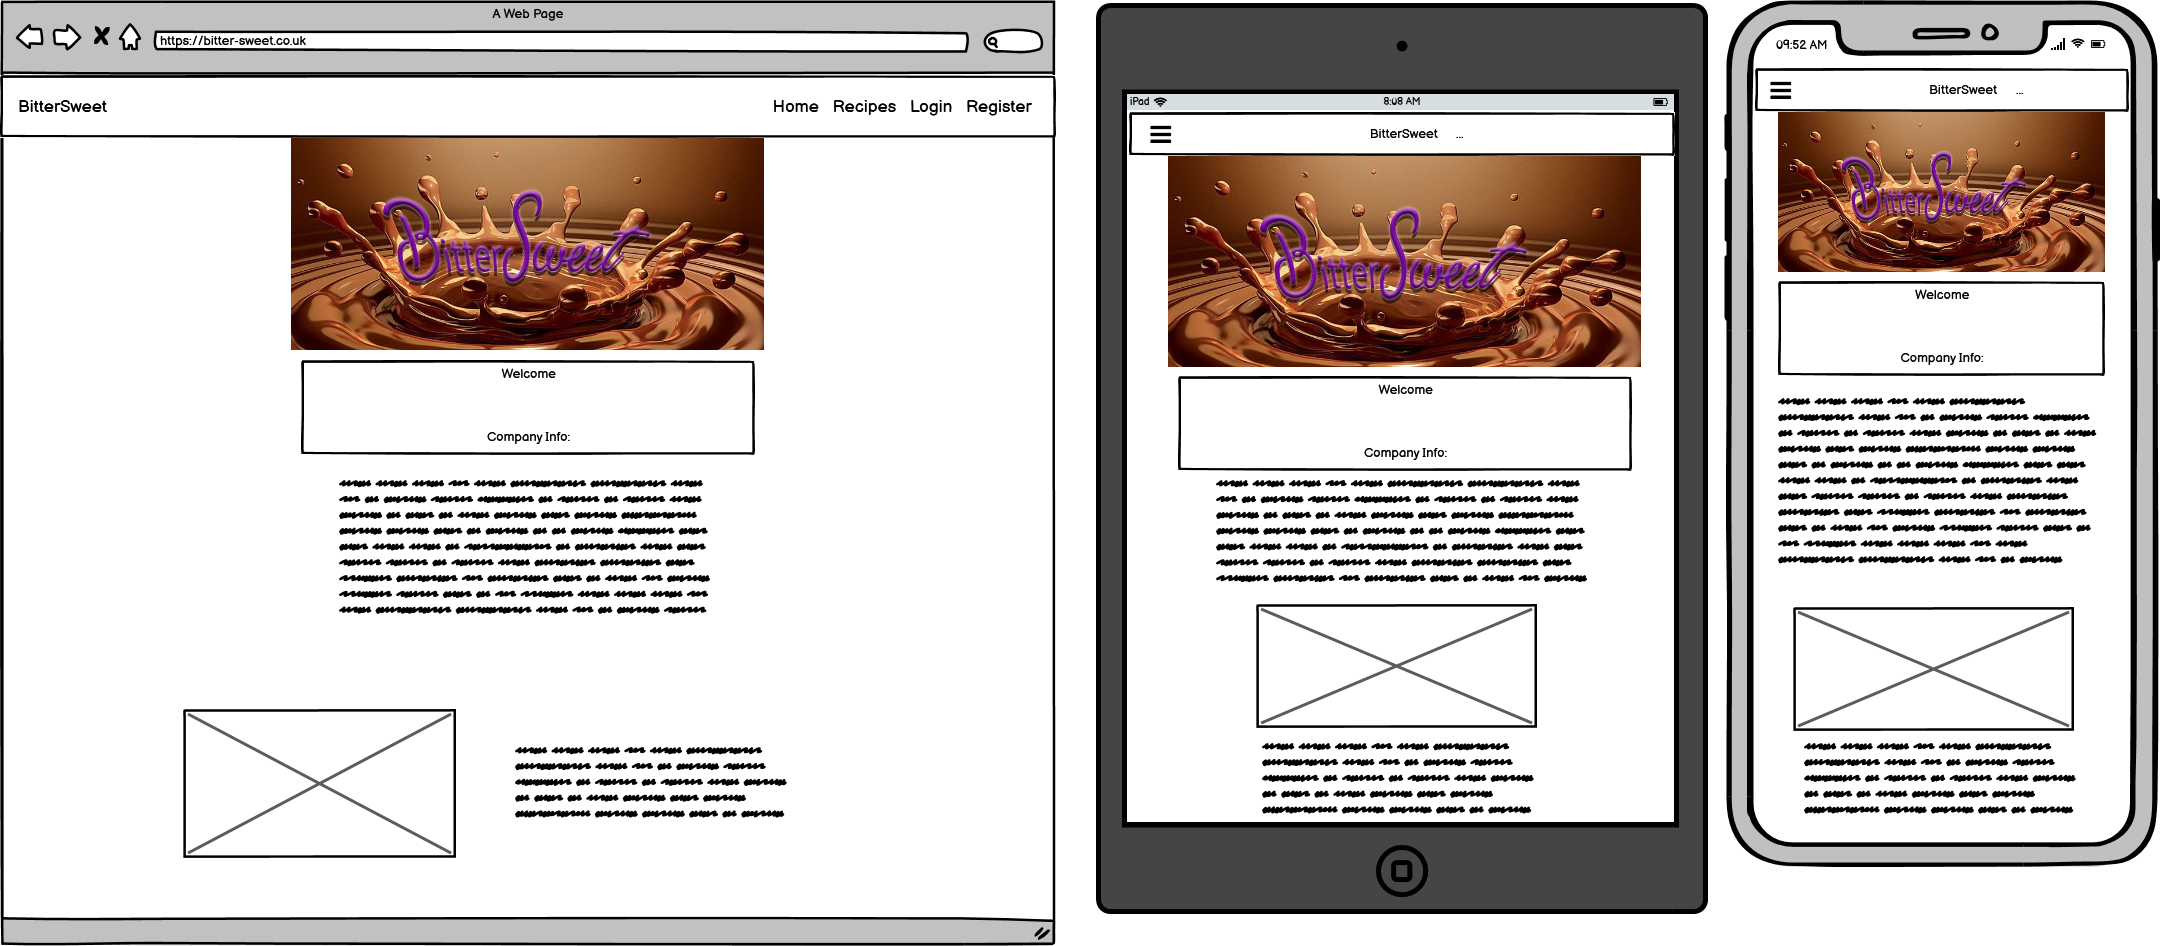 A Web Page
https://bitter-sweet.co.uk
BitterSweet
Home Recipes Login Register
BitterSweet
Welcome
Company Info:
iPad
8:08 AM
BitterSweet ...
BitterSweet
Welcome
Company Info:
09:52 AM
BitterSweet ...
BitterSweet
Welcome
Company Info: